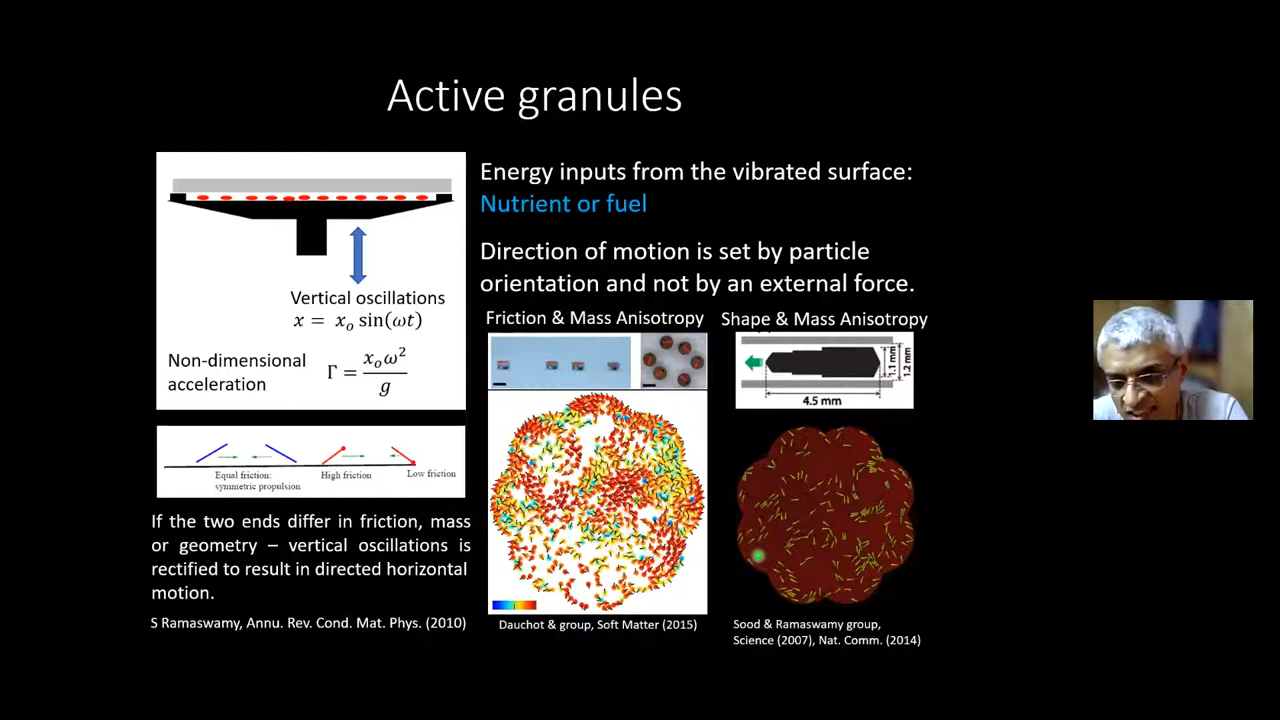 Active granules
Vertical oscillations
x = xₒ sin(ωt)
Non-dimensional
acceleration
Γ = xₒω² / g
Equal friction:
symmetric propulsion
High friction
Low friction
If the two ends differ in friction, mass
or geometry – vertical oscillations is
rectified to result in directed horizontal
motion.
S Ramaswamy, Annu. Rev. Cond. Mat. Phys. (2010)
Energy inputs from the vibrated surface:
Nutrient or fuel
Direction of motion is set by particle
orientation and not by an external force.
Friction & Mass Anisotropy
Dauchot & group, Soft Matter (2015)
Shape & Mass Anisotropy
1.1 mm
1.2 mm
4.5 mm
Sood & Ramaswamy group,
Science (2007), Nat. Comm. (2014)